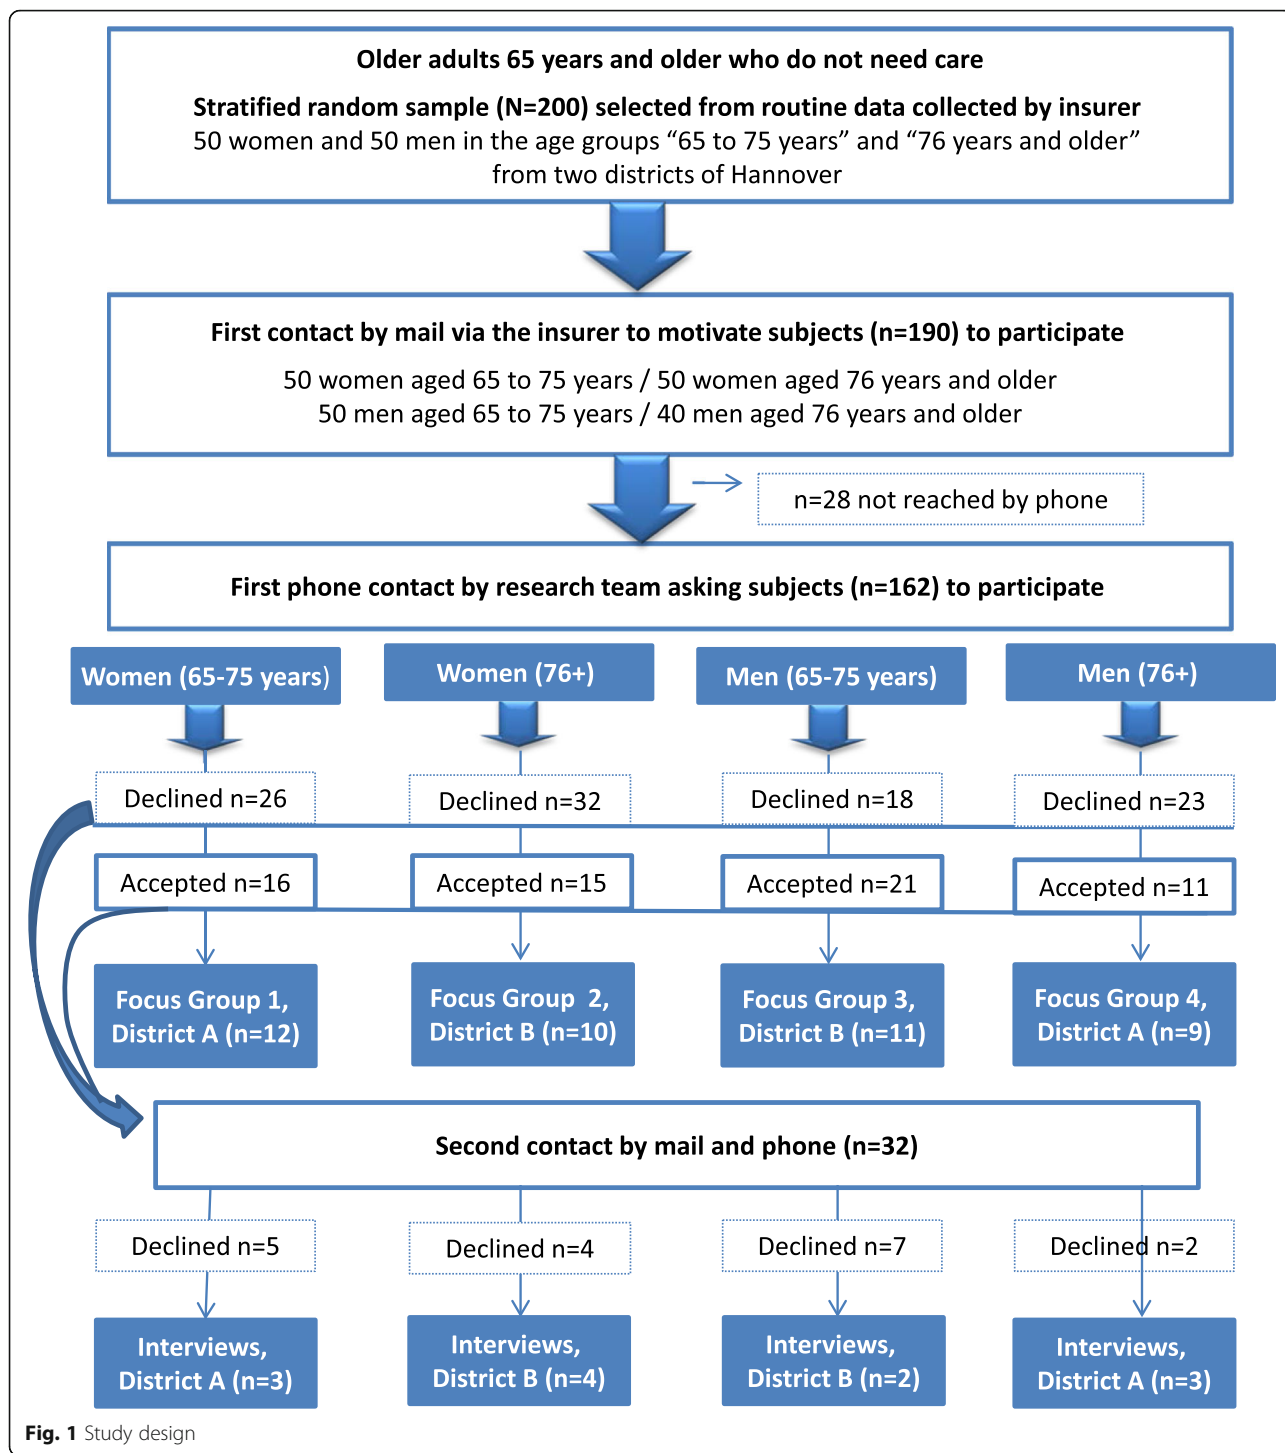 Older adults 65 years and older who do not need care
Stratified random sample (N=200) selected from routine data collected by insurer
50 women and 50 men in the age groups “65 to 75 years” and “76 years and older”
from two districts of Hannover
First contact by mail via the insurer to motivate subjects (n=190) to participate
50 women aged 65 to 75 years / 50 women aged 76 years and older
50 men aged 65 to 75 years / 40 men aged 76 years and older
n=28 not reached by phone
First phone contact by research team asking subjects (n=162) to participate
Women (65-75 years)
Women (76+)
Men (65-75 years)
Men (76+)
Declined n=26
Declined n=32
Declined n=18
Declined n=23
Accepted n=16
Accepted n=15
Accepted n=21
Accepted n=11
Focus Group 1,
District A (n=12)
Focus Group 2,
District B (n=10)
Focus Group 3,
District B (n=11)
Focus Group 4,
District A (n=9)
Second contact by mail and phone (n=32)
Declined n=5
Declined n=4
Declined n=7
Declined n=2
Interviews,
District A (n=3)
Interviews,
District B (n=4)
Interviews,
District B (n=2)
Interviews,
District A (n=3)
Fig. 1 Study design